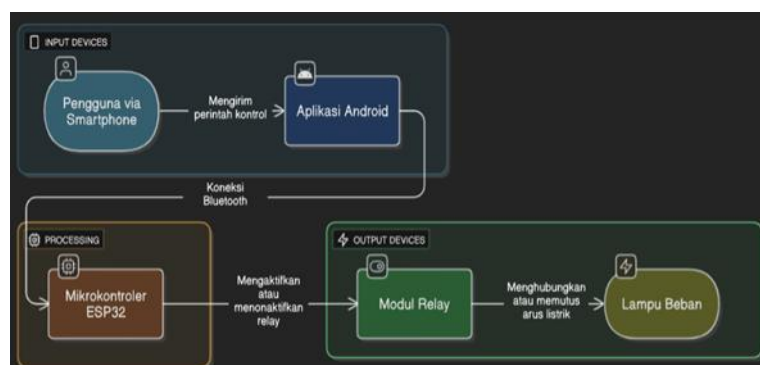 INPUT DEVICES
Pengguna via
Smartphone
Mengirim
perintah kontrol
Aplikasi Android
Koneksi
Bluetooth
PROCESSING
Mikrokontroler
ESP32
Mengaktifkan
atau
menonaktifkan
relay
OUTPUT DEVICES
Modul Relay
Menghubungkan
atau memutus
arus listrik
Lampu Beban